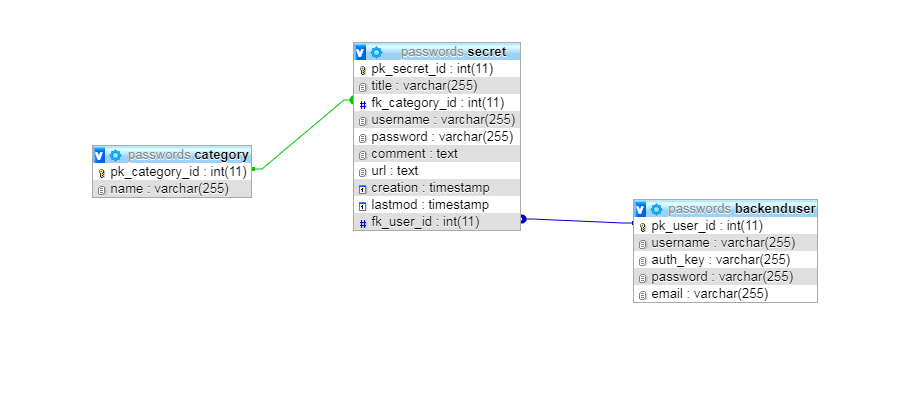 passwords category
pk_category_id : int(11)
name : varchar(255)
passwords secret
pk_secret_id : int(11)
title : varchar(255)
fk_category_id : int(11)
username : varchar(255)
password : varchar(255)
comment : text
url : text
creation : timestamp
lastmod : timestamp
fk_user_id : int(11)
passwords backenduser
pk_user_id : int(11)
username : varchar(255)
auth_key : varchar(255)
password : varchar(255)
email : varchar(255)